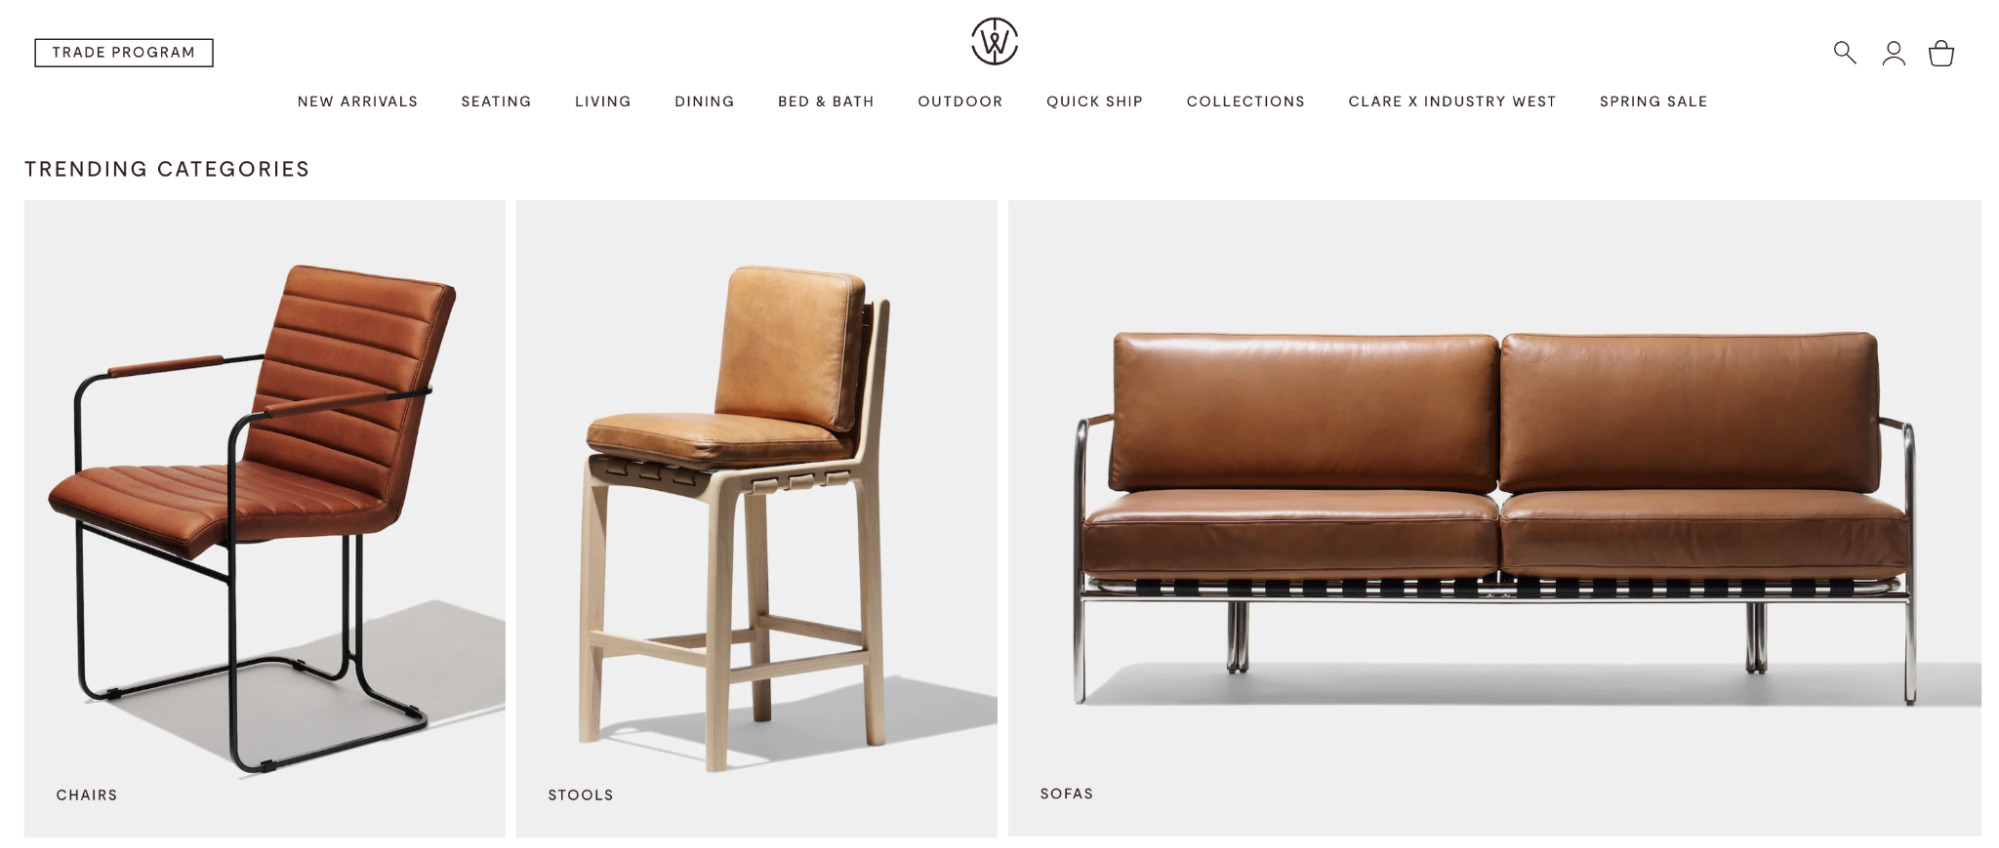 TRADE PROGRAM
NEW ARRIVALS SEATING LIVING DINING BED & BATH OUTDOOR QUICK SHIP COLLECTIONS CLARE X INDUSTRY WEST SPRING SALE
TRENDING CATEGORIES
CHAIRS
STOOLS
SOFAS